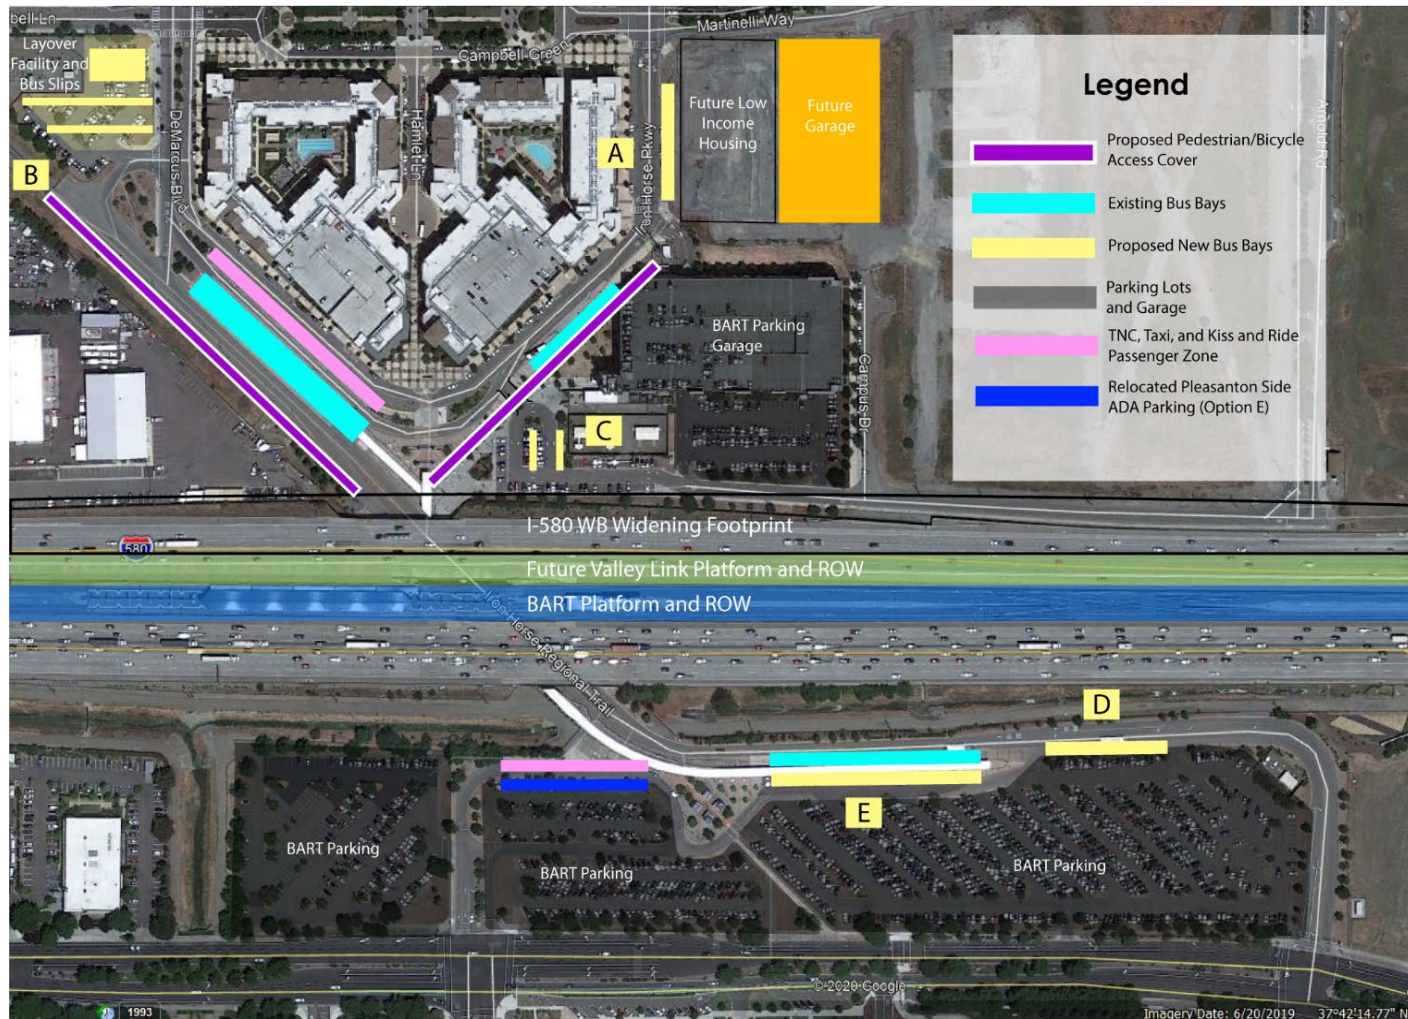 bell Ln
Martinelli Way
Layover
Facility and
Bus Slips
Campbell Green
DeMarcus Blvd
Hamlet Ln
Iron Horse Pkwy
Arnold Rd
A
B
Future Low
Income
Housing
Future
Garage
Legend
Proposed Pedestrian/Bicycle
Access Cover
Existing Bus Bays
Proposed New Bus Bays
Parking Lots
and Garage
TNC, Taxi, and Kiss and Ride
Passenger Zone
Relocated Pleasanton Side
ADA Parking (Option E)
BART Parking
Garage
Campus Dr
C
I-580 WB Widening Footprint
580
Future Valley Link Platform and ROW
BART Platform and ROW
Iron Horse Regional Trail
D
E
BART Parking
BART Parking
BART Parking
© 2020 Google
1993
Imagery Date: 6/20/2019 37°42'14.77" N